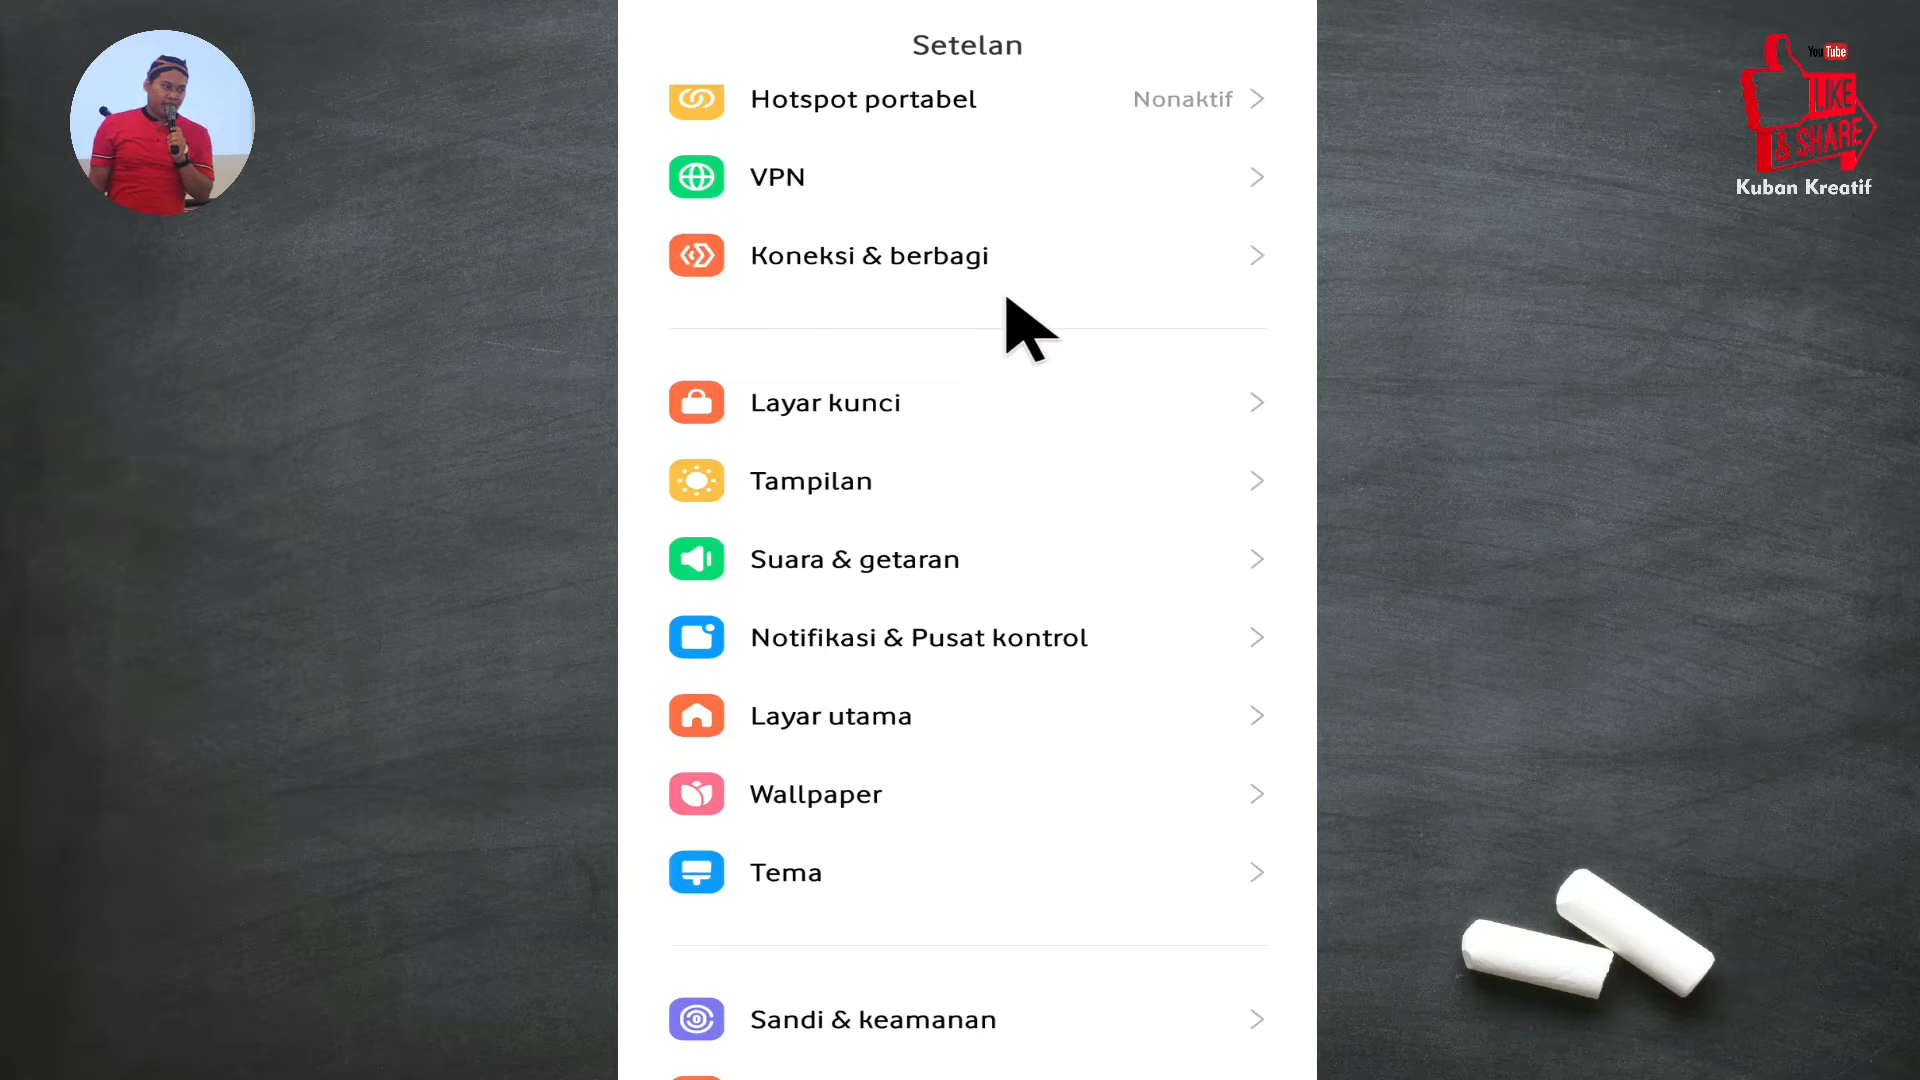 Setelan
Hotspot portabel Nonaktif
VPN
Koneksi & berbagi
Layar kunci
Tampilan
Suara & getaran
Notifikasi & Pusat kontrol
Layar utama
Wallpaper
Tema
Sandi & keamanan
YouTube
LIKE
& SHARE
Kuban Kreatif